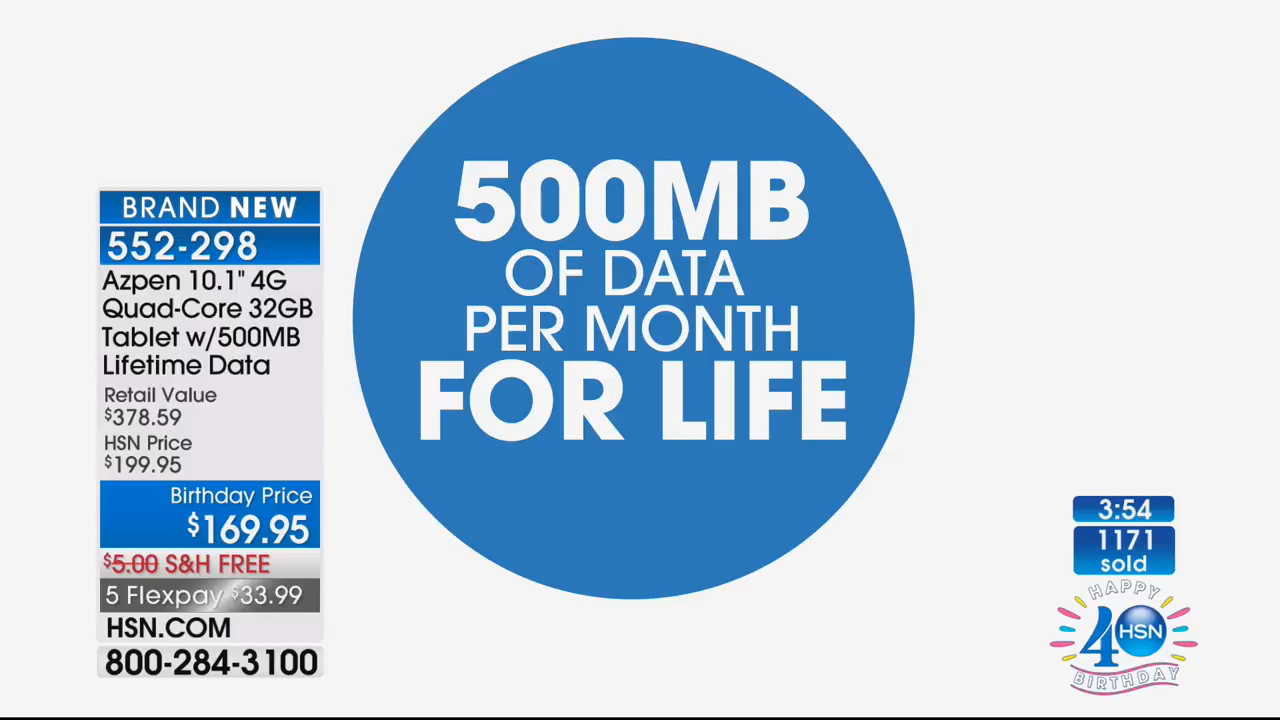 BRAND NEW
552-298
Azpen 10.1" 4G
Quad-Core 32GB
Tablet w/500MB
Lifetime Data
Retail Value
$378.59
HSN Price
$199.95
Birthday Price
$169.95
$5.00 S&H FREE
5 Flexpay $33.99
HSN.COM
800-284-3100
500MB
OF DATA
PER MONTH
FOR LIFE
3:54
1171
sold
HAPPY
40 HSN
BIRTHDAY